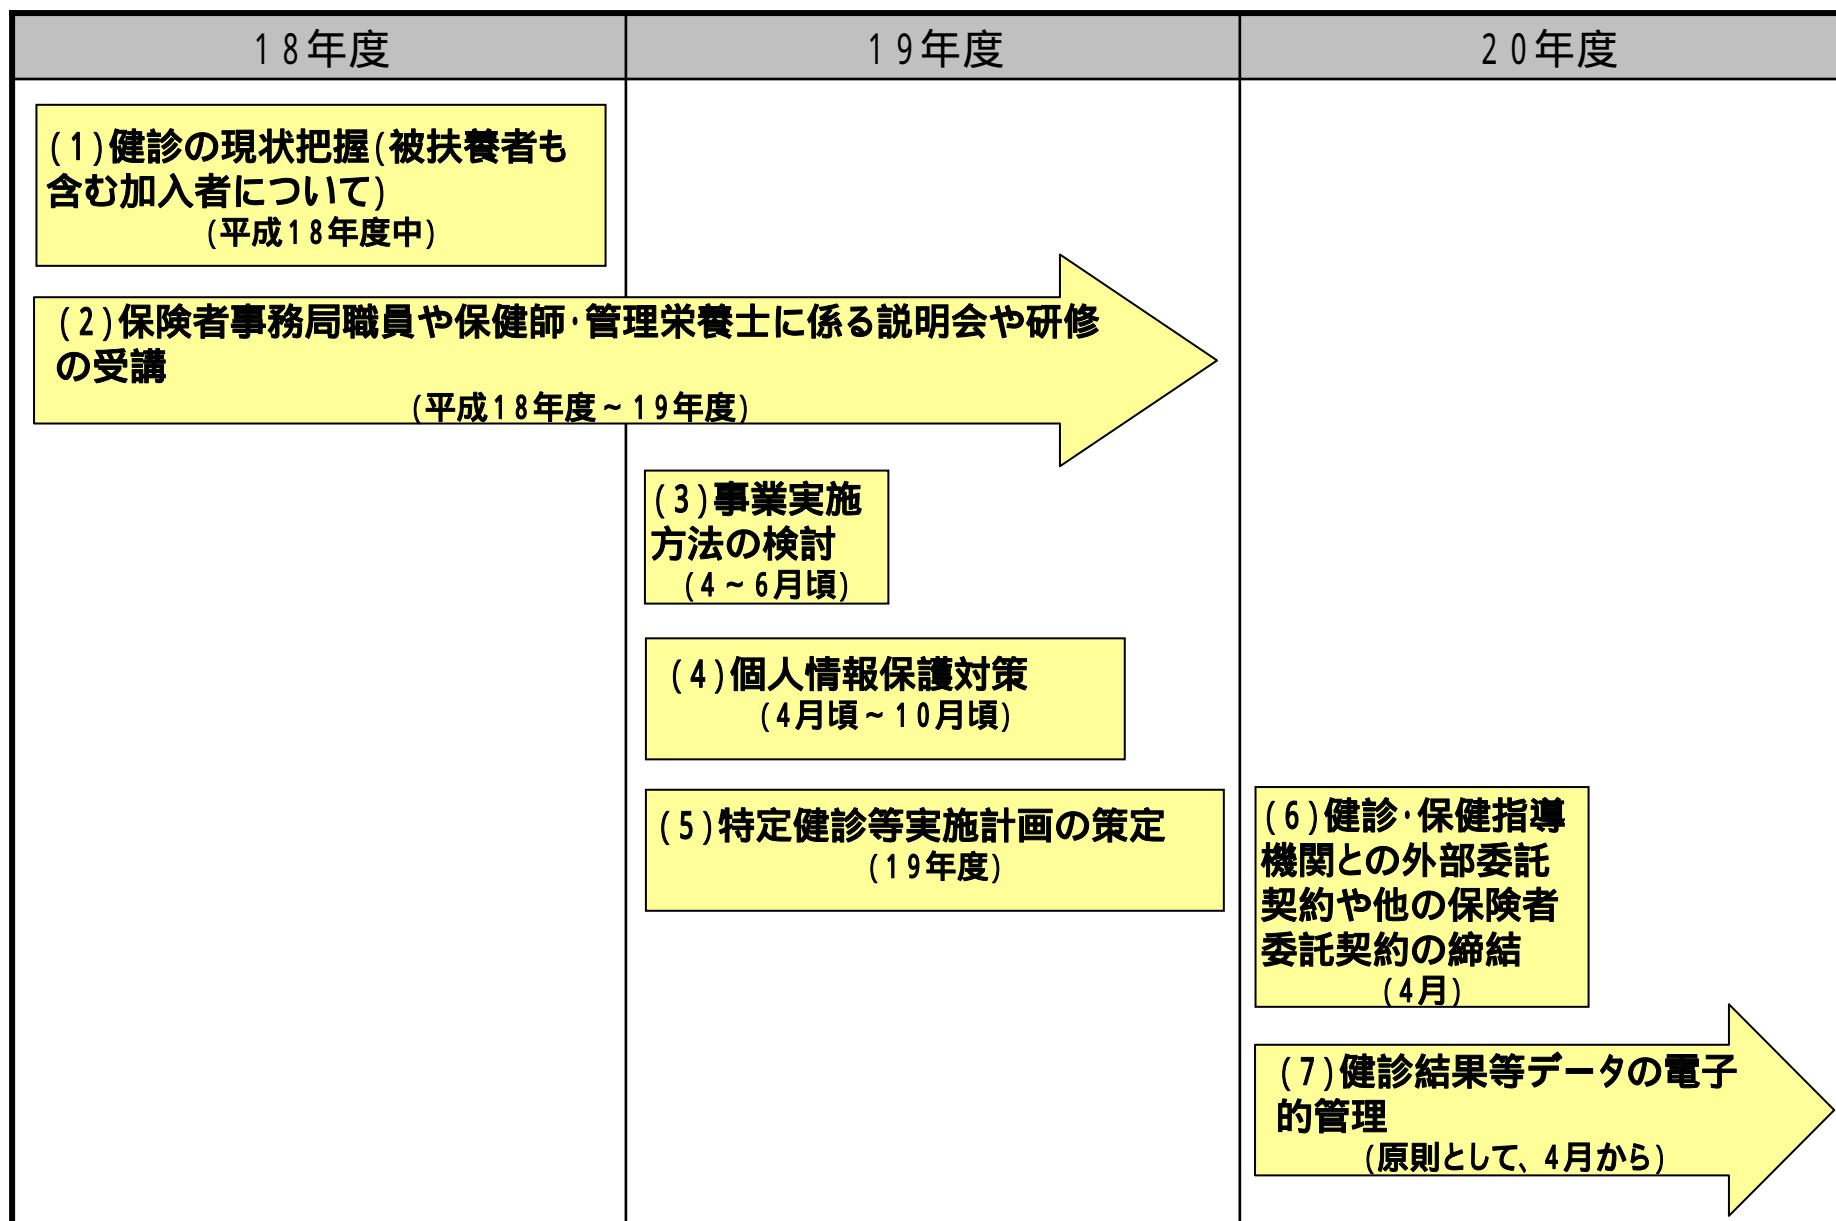 18年度
19年度
20年度
(1)健診の現状把握(被扶養者も
含む加入者について)
(平成18年度中)
(2)保険者事務局職員や保健師・管理栄養士に係る説明会や研修
の受講
(平成18年度～19年度)
(3)事業実施
方法の検討
(4～6月頃)
(4)個人情報保護対策
(4月頃～10月頃)
(5)特定健診等実施計画の策定
(19年度)
(6)健診・保健指導
機関との外部委託
契約や他の保険者
委託契約の締結
(4月)
(7)健診結果等データの電子
的管理
(原則として、4月から)